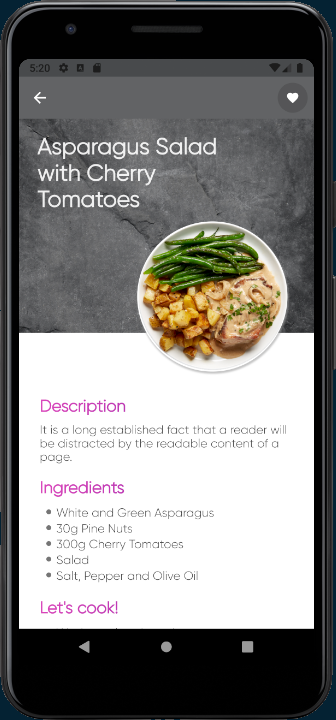 5:20
Asparagus Salad
with Cherry
Tomatoes
Description
It is a long established fact that a reader will
be distracted by the readable content of a
page.
Ingredients
White and Green Asparagus
30g Pine Nuts
300g Cherry Tomatoes
Salad
Salt, Pepper and Olive Oil
Let's cook!